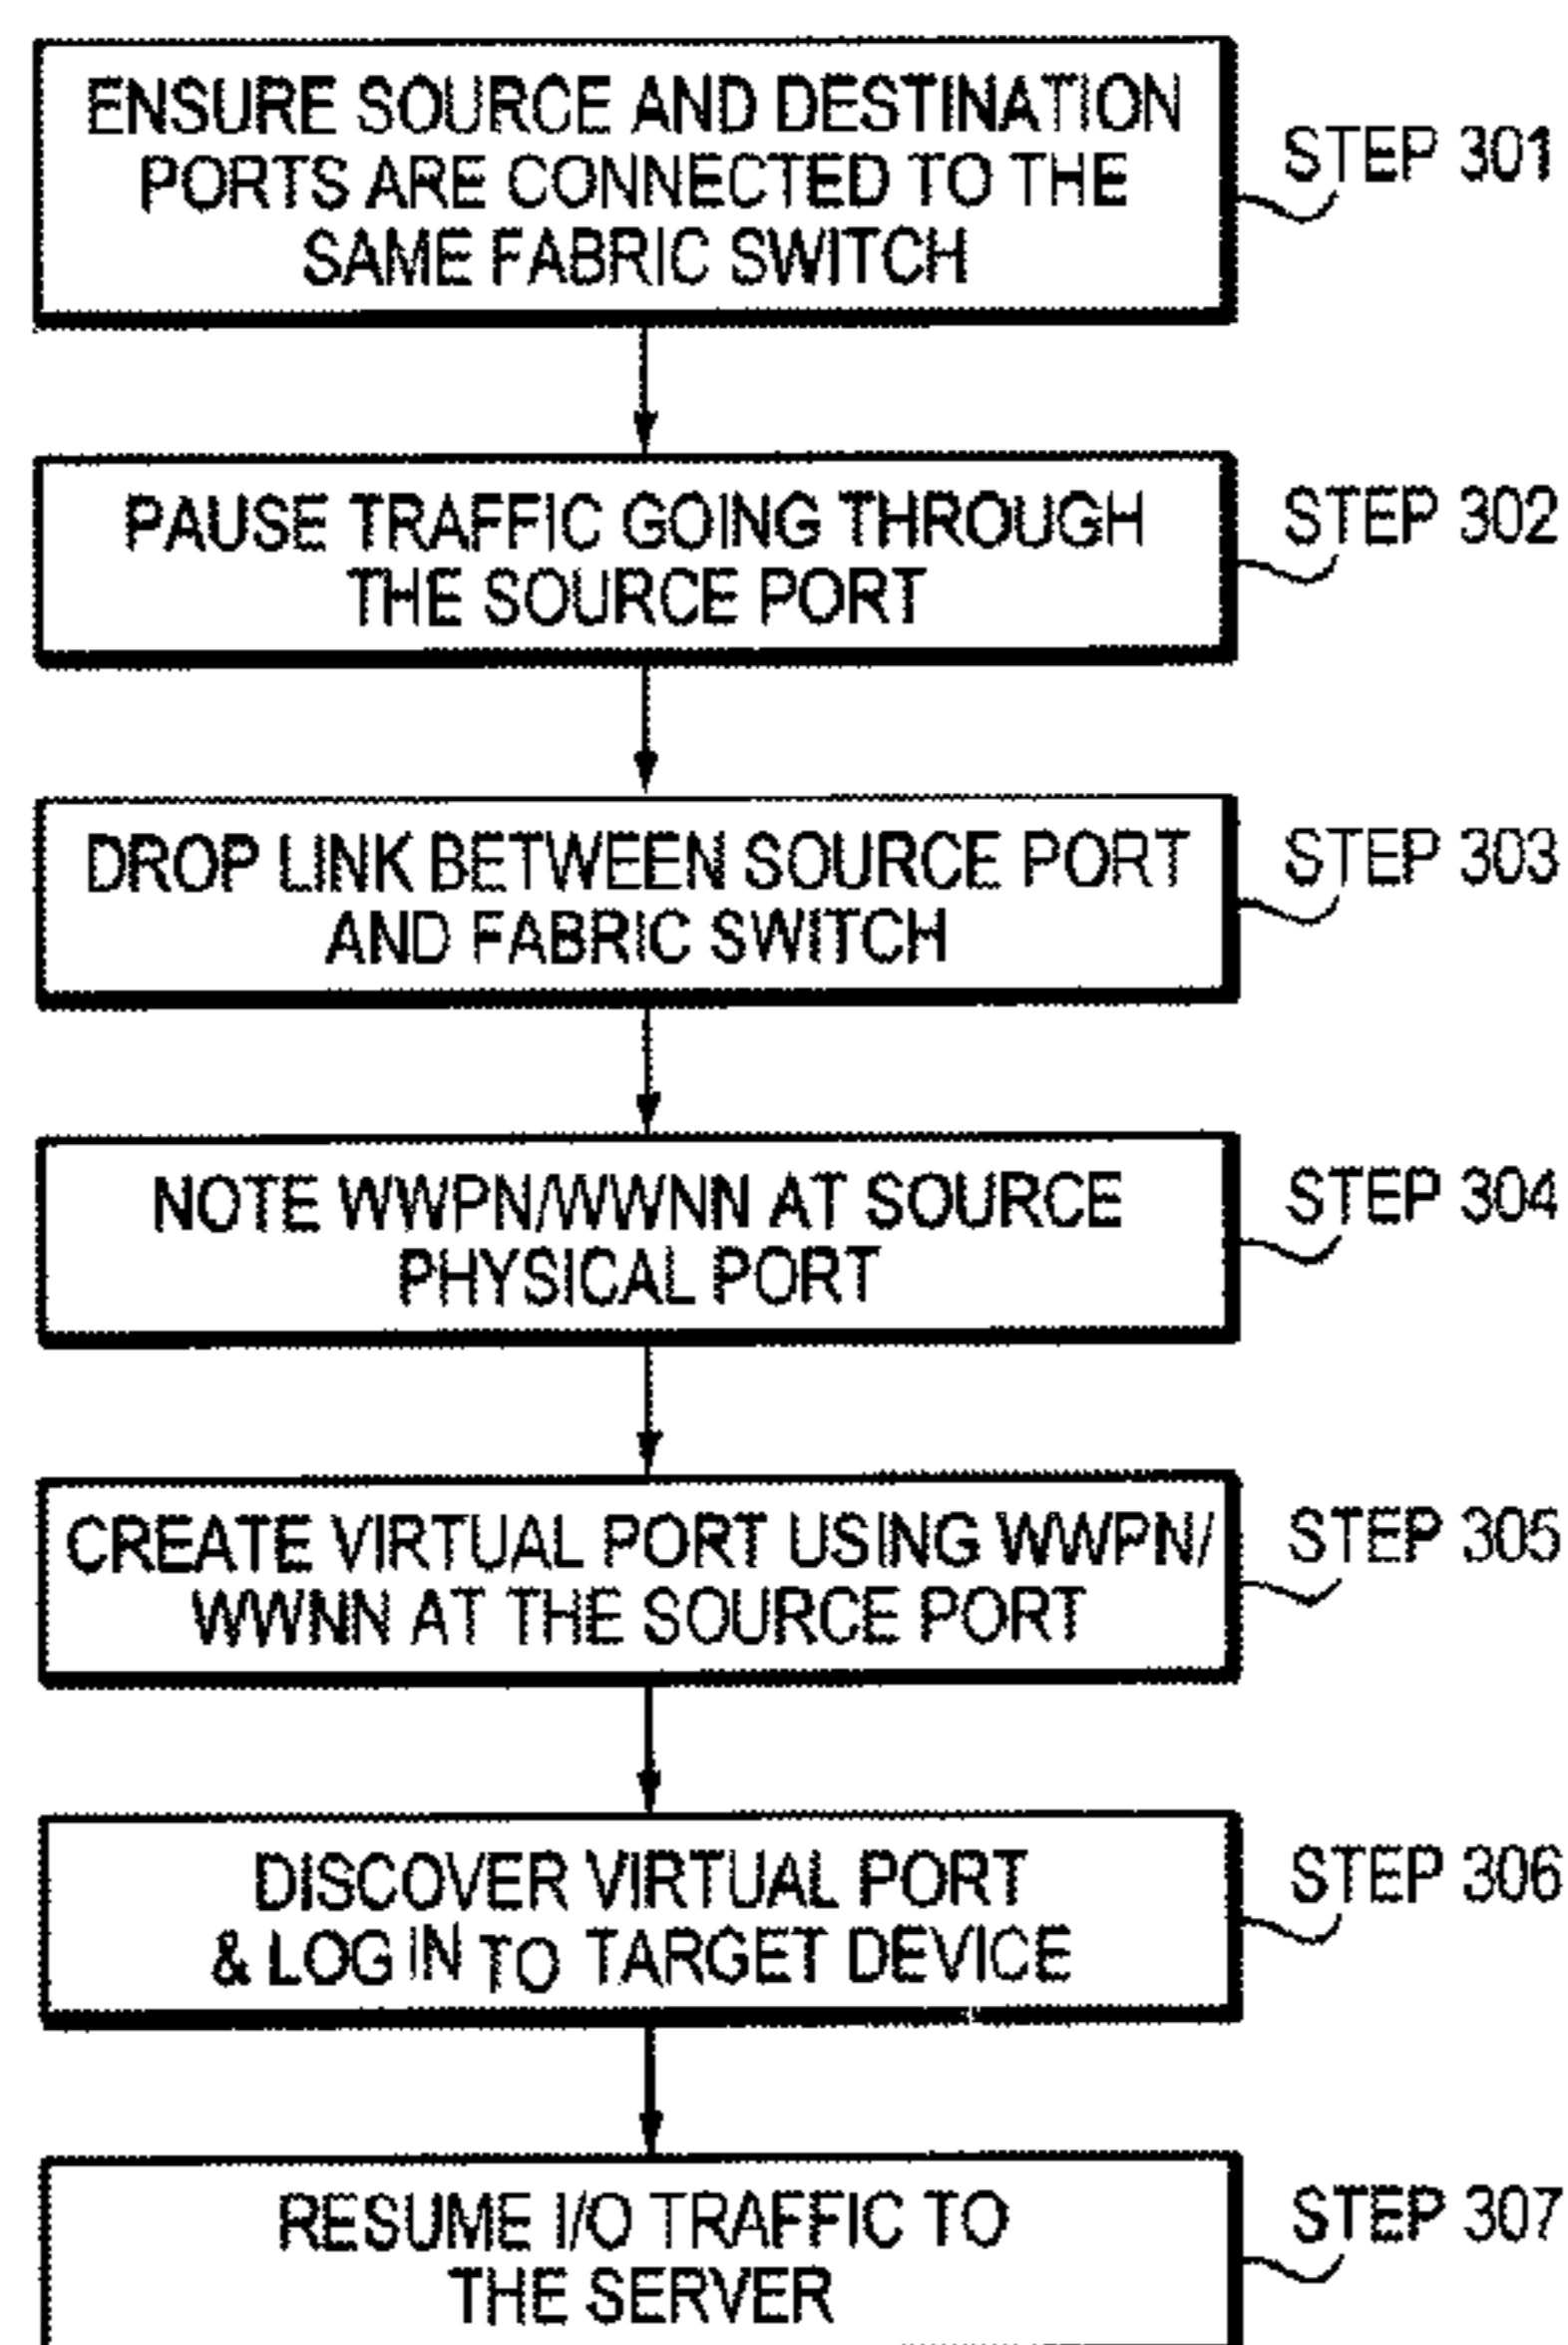 ENSURE SOURCE AND DESTINATION
PORTS ARE CONNECTED TO THE
SAME FABRIC SWITCH
STEP 301
PAUSE TRAFFIC GOING THROUGH
THE SOURCE PORT
STEP 302
DROP LINK BETWEEN SOURCE PORT
AND FABRIC SWITCH
STEP 303
NOTE WWPN/WWNN AT SOURCE
PHYSICAL PORT
STEP 304
CREATE VIRTUAL PORT USING WWPN/
WWNN AT THE SOURCE PORT
STEP 305
DISCOVER VIRTUAL PORT
& LOG IN TO TARGET DEVICE
STEP 306
RESUME I/O TRAFFIC TO
THE SERVER
STEP 307